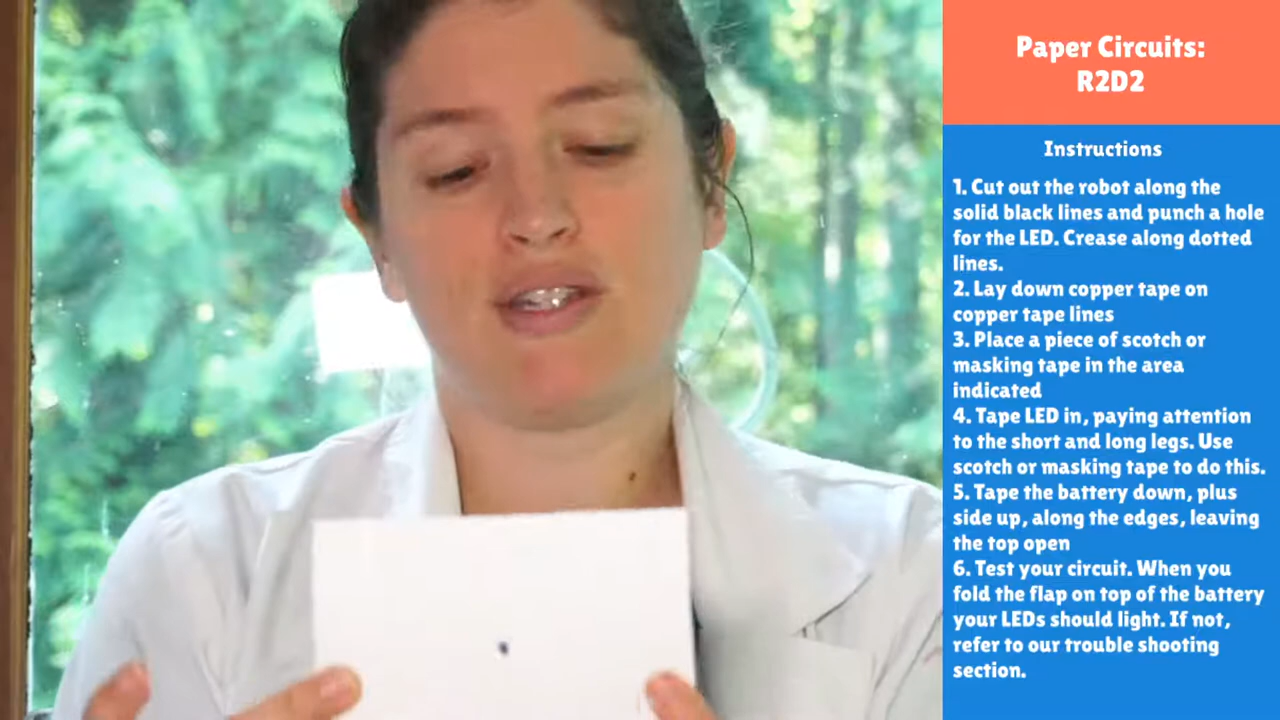 Paper Circuits:
R2D2
Instructions
1. Cut out the robot along the
solid black lines and punch a hole
for the LED. Crease along dotted
lines.
2. Lay down copper tape on
copper tape lines
3. Place a piece of scotch or
masking tape in the area
indicated
4. Tape LED in, paying attention
to the short and long legs. Use
scotch or masking tape to do this.
5. Tape the battery down, plus
side up, along the edges, leaving
the top open
6. Test your circuit. When you
fold the flap on top of the battery
your LEDs should light. If not,
refer to our trouble shooting
section.